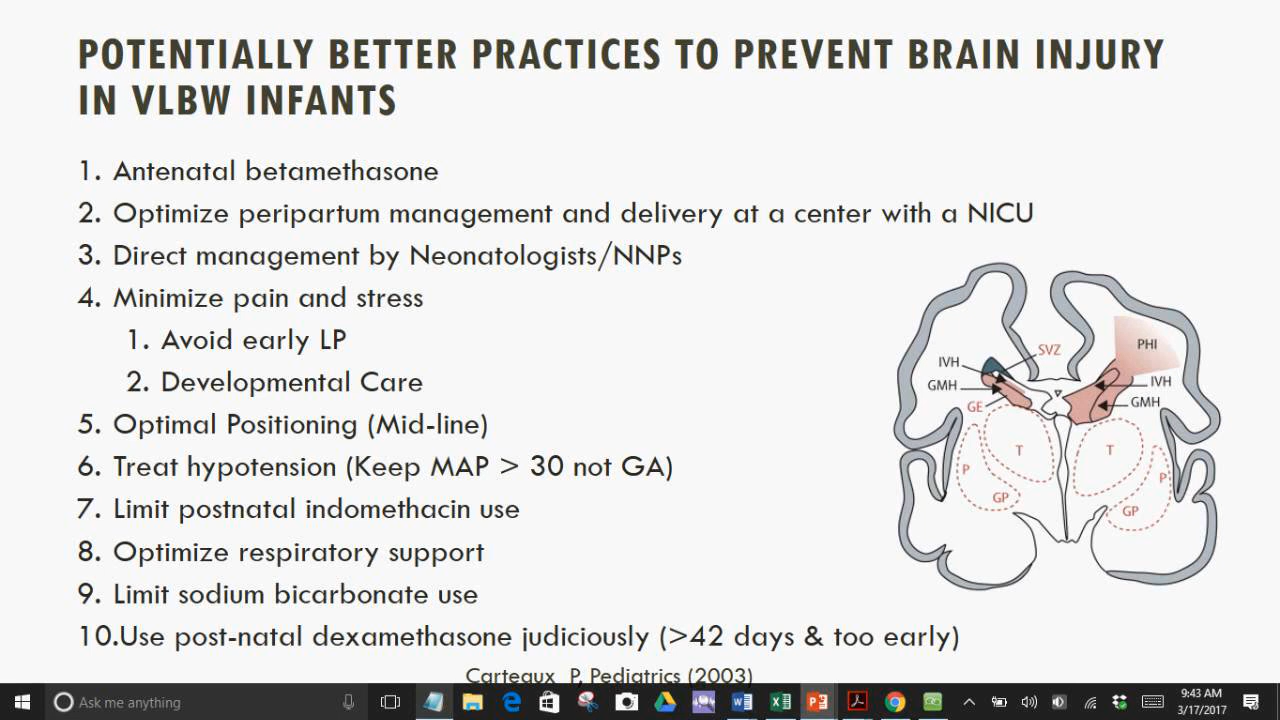 POTENTIALLY BETTER PRACTICES TO PREVENT BRAIN INJURY
IN VLBW INFANTS
1. Antenatal betamethasone
2. Optimize peripartum management and delivery at a center with a NICU
3. Direct management by Neonatologists/NNPs
4. Minimize pain and stress
1. Avoid early LP
2. Developmental Care
5. Optimal Positioning (Mid-line)
6. Treat hypotension (Keep MAP > 30 not GA)
7. Limit postnatal indomethacin use
8. Optimize respiratory support
9. Limit sodium bicarbonate use
10.Use post-natal dexamethasone judiciously (>42 days & too early)
Carteaux P, Pediatrics (2003)
SVZ
PHI
IVH
IVH
GMH
GMH
GE
T
T
P
P
GP
GP
Ask me anything
9:43 AM
3/17/2017